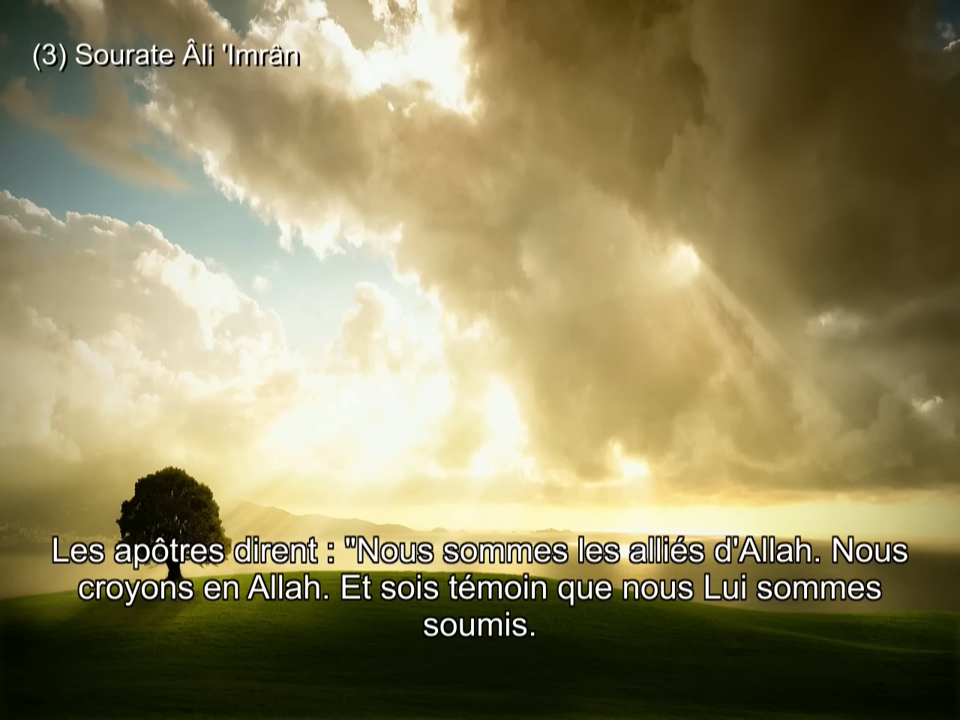 (3) Sourate Âli 'Imrân
Les apôtres dirent : "Nous sommes les alliés d'Allah. Nous
croyons en Allah. Et sois témoin que nous Lui sommes
soumis.